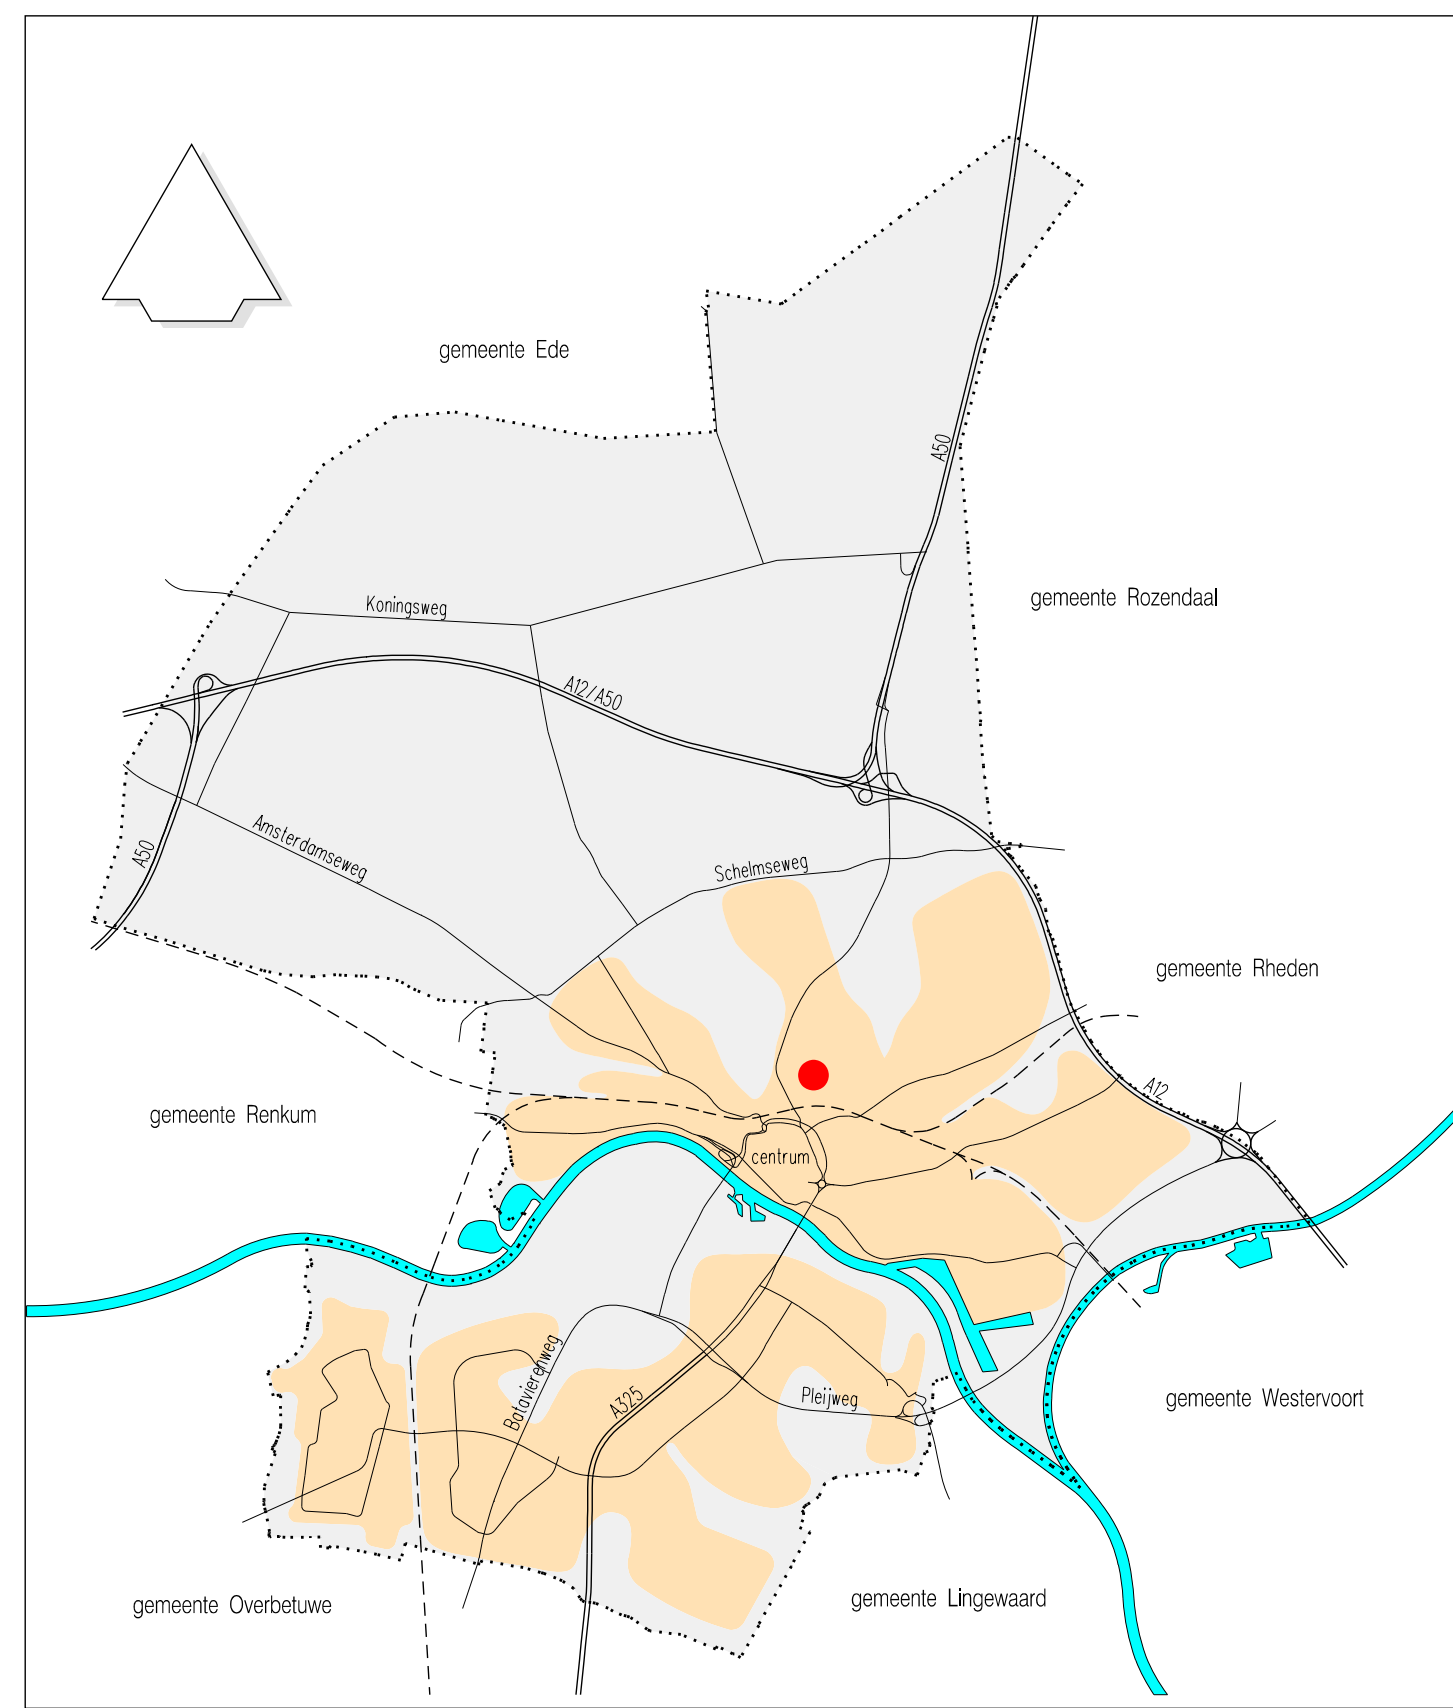 gemeente Ede
A50
gemeente Rozendaal
Koningsweg
A12/A50
Amsterdamseweg
A50
Schelmseweg
gemeente Rheden
A12
gemeente Renkum
centrum
Batavierenweg
A325
Pleijweg
gemeente Westervoort
gemeente Overbetuwe
gemeente Lingewaard